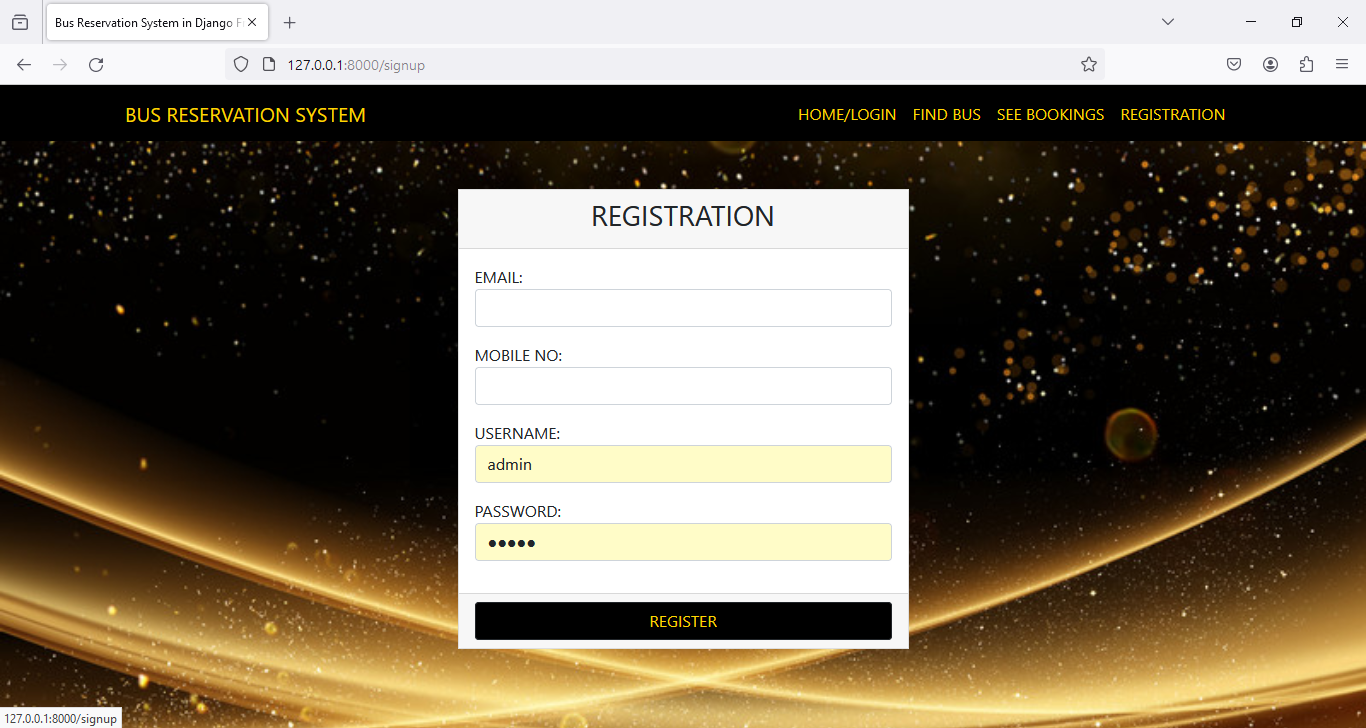 Bus Reservation System in Django F
127.0.0.1:8000/signup
BUS RESERVATION SYSTEM
HOME/LOGIN FIND BUS SEE BOOKINGS REGISTRATION
REGISTRATION
EMAIL:
MOBILE NO:
USERNAME:
admin
PASSWORD:
●●●●●
REGISTER
127.0.0.1:8000/signup